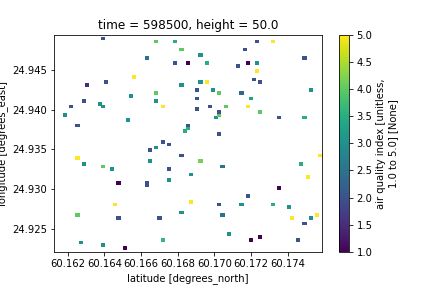 time = 598500, height = 50.0
24.945
24.940
24.935
24.930
24.925
longitude [degrees_east]
60.162 60.164 60.166 60.168 60.170 60.172 60.174
latitude [degrees_north]
5.0
4.5
4.0
3.5
3.0
2.5
2.0
1.5
1.0
air quality index [unitless,
1.0 to 5.0] [None]